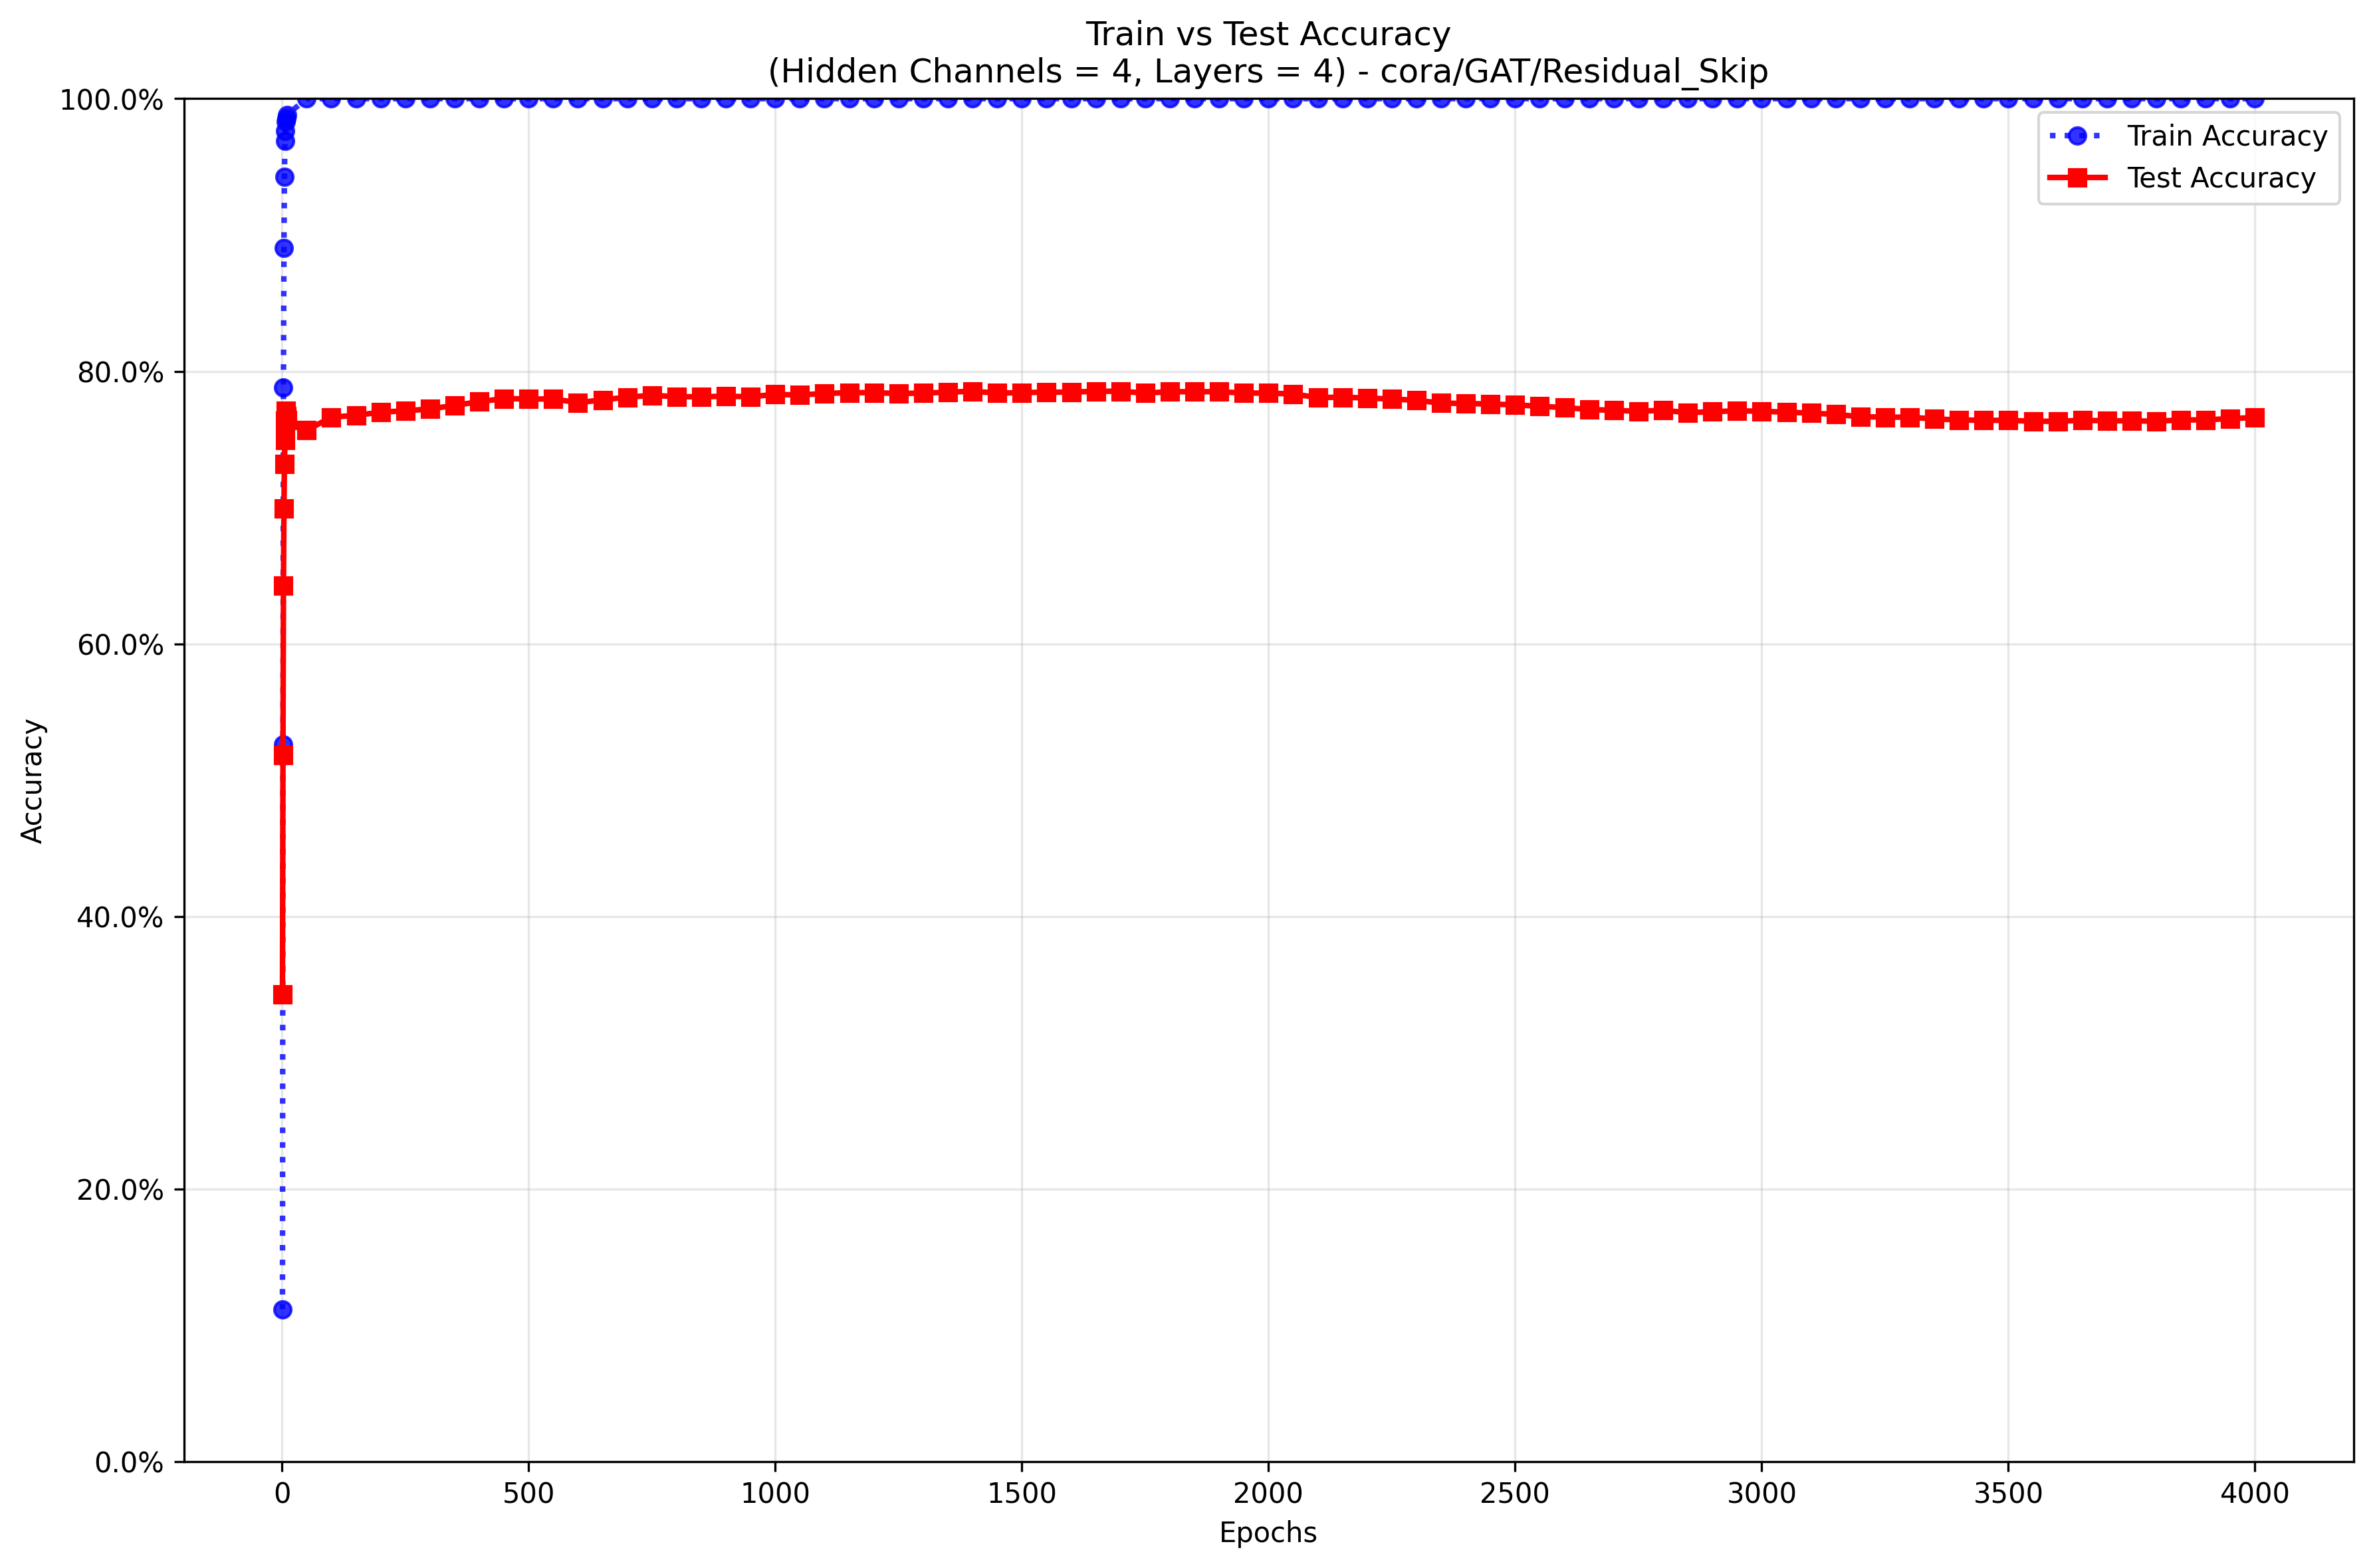 Train vs Test Accuracy
(Hidden Channels = 4, Layers = 4) - cora/GAT/Residual_Skip
100.0%
80.0%
60.0%
40.0%
20.0%
0.0%
Accuracy
Train Accuracy
Test Accuracy
0 500 1000 1500 2000 2500 3000 3500 4000
Epochs